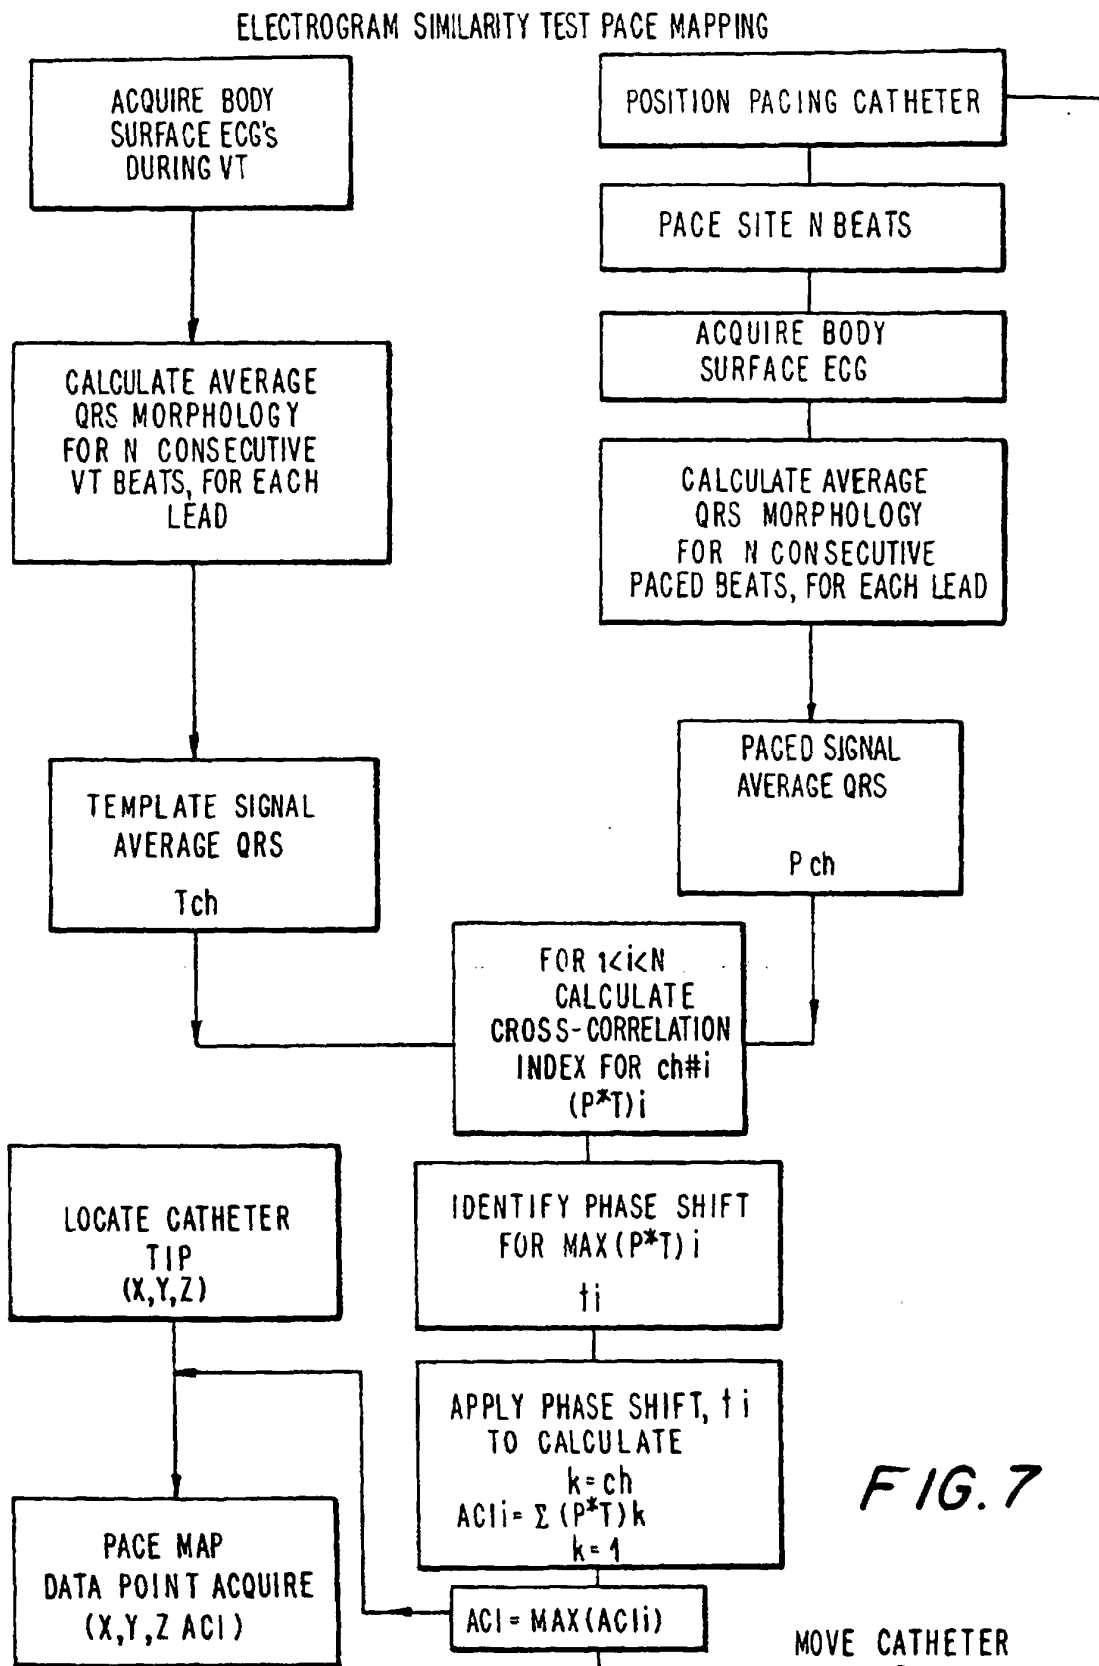 ELECTROGRAM SIMILARITY TEST PACE MAPPING
ACQUIRE BODY
SURFACE ECG's
DURING VT
CALCULATE AVERAGE
QRS MORPHOLOGY
FOR N CONSECUTIVE
VT BEATS, FOR EACH
LEAD
TEMPLATE SIGNAL
AVERAGE QRS
Tch
POSITION PACING CATHETER
PACE SITE N BEATS
ACQUIRE BODY
SURFACE ECG
CALCULATE AVERAGE
QRS MORPHOLOGY
FOR N CONSECUTIVE
PACED BEATS, FOR EACH LEAD
PACED SIGNAL
AVERAGE QRS
P ch
FOR 1<i<N
CALCULATE
CROSS-CORRELATION
INDEX FOR ch#i
(P*T) i
IDENTIFY PHASE SHIFT
FOR MAX (P*T) i
ti
APPLY PHASE SHIFT, ti
TO CALCULATE
k = ch
ACIi = Σ (P*T) k
k = 1
ACI = MAX (ACIi)
LOCATE CATHETER
TIP
(X,Y,Z)
PACE MAP
DATA POINT ACQUIRE
(X,Y,Z ACI)
FIG. 7
MOVE CATHETER